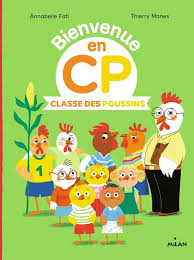 Annabelle Fati Thierry Manes
Bienvenue
en
CP
CLASSE DES POUSSINS
1
MILAN